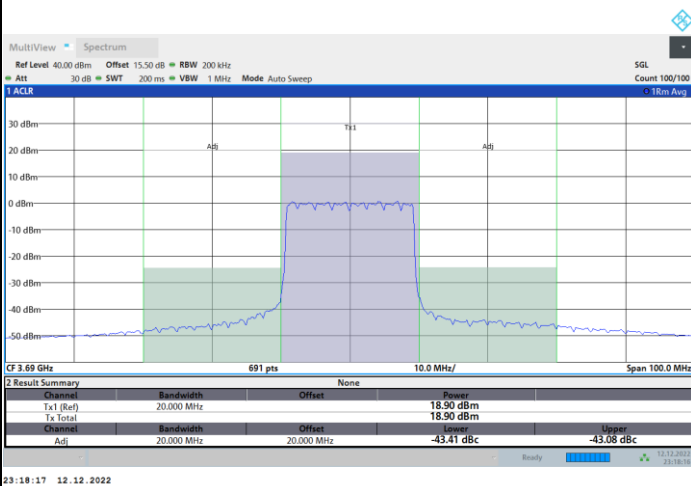 MultiView Spectrum
Ref Level 40.00 dBm Offset 15.50 dB RBW 200 kHz SGL
Att 30 dB SWT 200 ms VBW 1 MHz Mode Auto Sweep Count 100/100
1 ACLR 1Rm Avg
30 dBm
Tx1
Adj Adj
20 dBm
10 dBm
0 dBm
-10 dBm
-20 dBm
-30 dBm
-40 dBm
-50 dBm
CF 3.69 GHz 691 pts 10.0 MHz/ Span 100.0 MHz
2 Result Summary None
Channel Bandwidth Offset Power
Tx1 (Ref) 20.000 MHz 18.90 dBm
Tx Total 18.90 dBm
Channel Bandwidth Offset Lower Upper
Adj 20.000 MHz 20.000 MHz -43.41 dBc -43.08 dBc
Ready 12.12.2022
23:18:16
23:18:17 12.12.2022